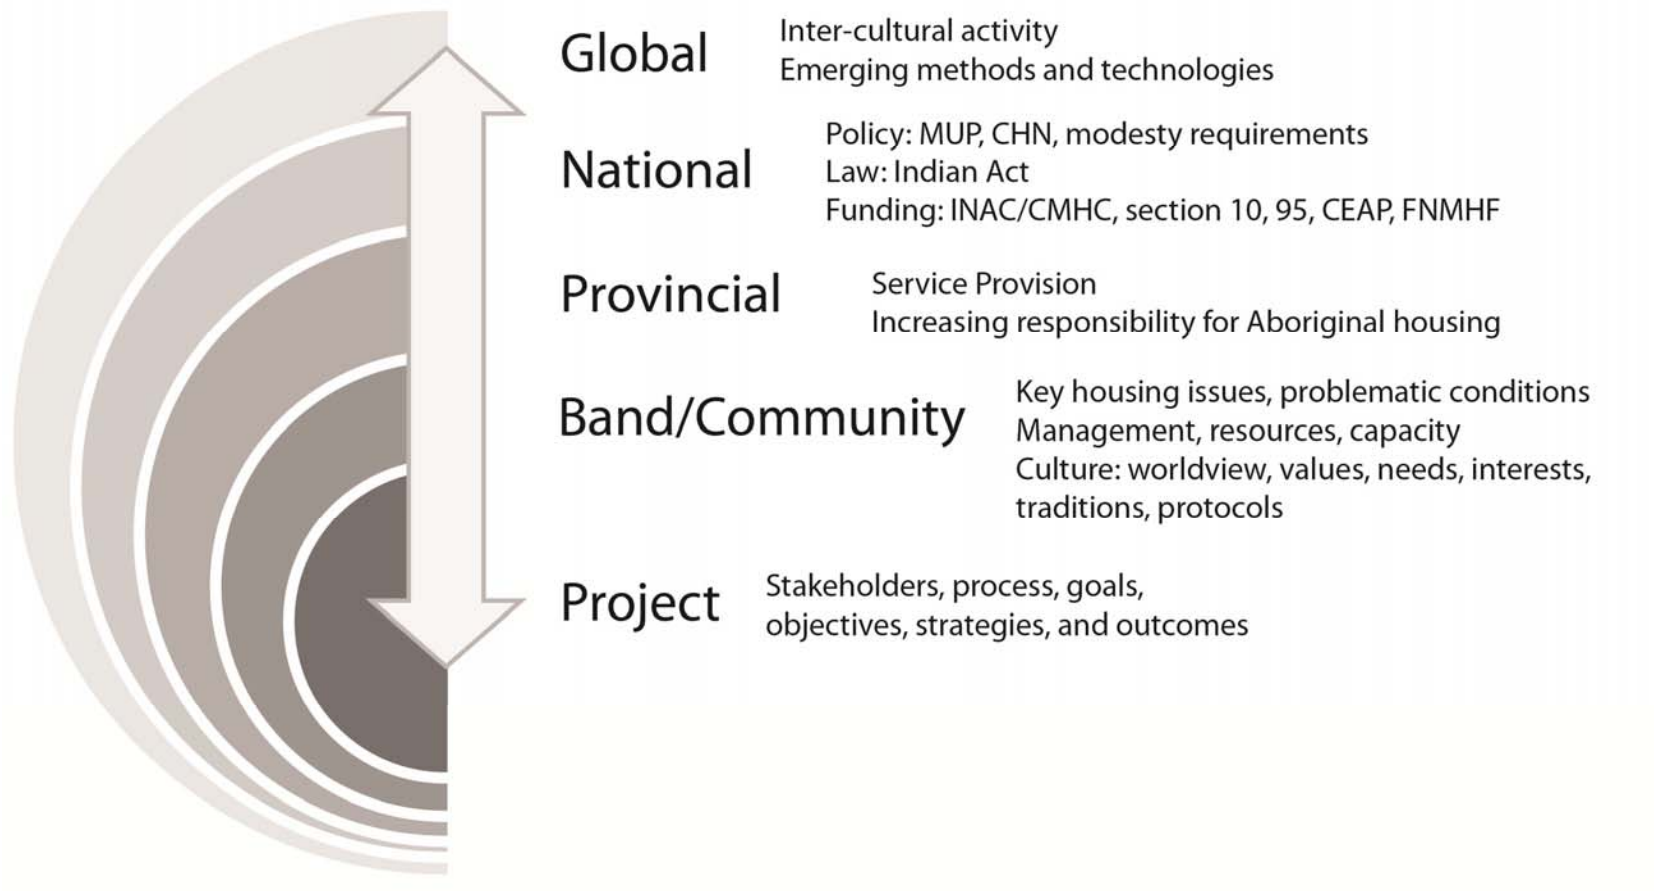 Global
Inter-cultural activity
Emerging methods and technologies
National
Policy: MUP, CHN, modesty requirements
Law: Indian Act
Funding: INAC/CMHC, section 10, 95, CEAP, FNMHF
Provincial
Service Provision
Increasing responsibility for Aboriginal housing
Band/Community
Key housing issues, problematic conditions
Management, resources, capacity
Culture: worldview, values, needs, interests,
traditions, protocols
Project
Stakeholders, process, goals,
objectives, strategies, and outcomes